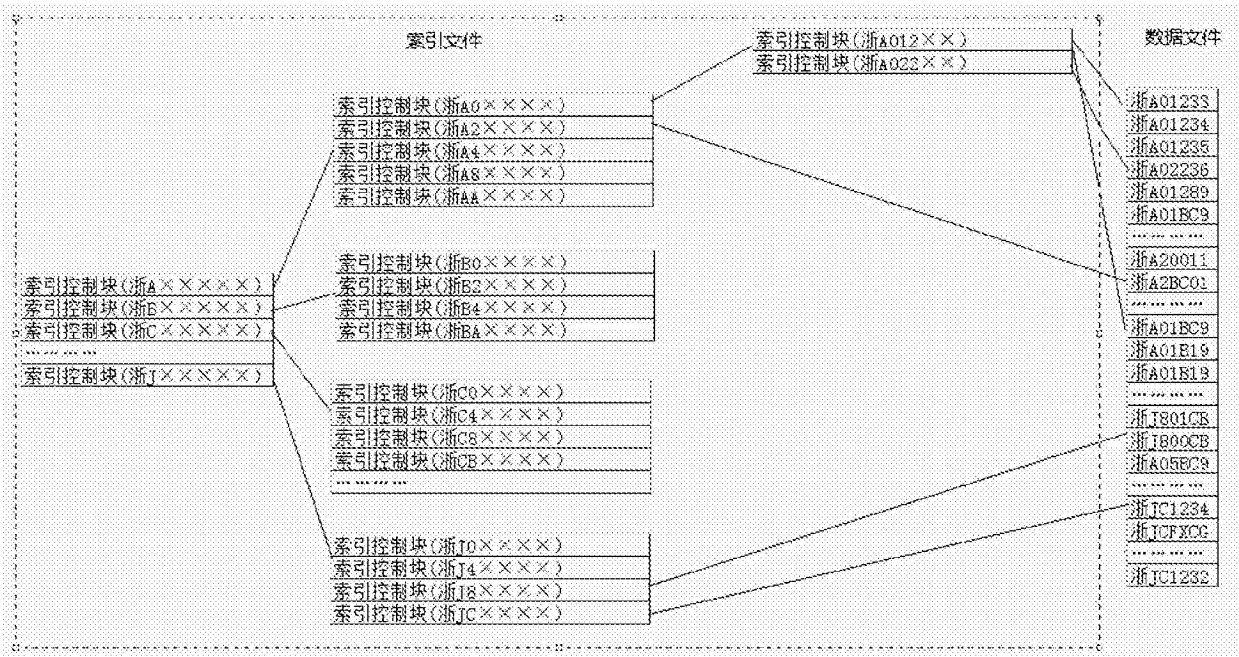 索引文件
数据文件
索引控制块(浙A012××)
索引控制块(浙A022××)
索引控制块(浙A0××××)
索引控制块(浙A2××××)
索引控制块(浙A4××××)
索引控制块(浙A8××××)
索引控制块(浙AA××××)
索引控制块(浙B0××××)
索引控制块(浙B2××××)
索引控制块(浙B4××××)
索引控制块(浙BA××××)
索引控制块(浙A×××××)
索引控制块(浙B×××××)
索引控制块(浙C×××××)
… … … …
索引控制块(浙J×××××)
索引控制块(浙C0××××)
索引控制块(浙C4××××)
索引控制块(浙C8××××)
索引控制块(浙CB××××)
… … … …
索引控制块(浙J0××××)
索引控制块(浙J4××××)
索引控制块(浙J8××××)
索引控制块(浙JC××××)
浙A01233
浙A01234
浙A01235
浙A02236
浙A01289
浙A01BC9
… … … …
浙A20011
浙A2BC01
… … … …
浙A01BC9
浙A01B19
浙A01B19
… … … …
浙J801CB
浙J800CB
浙A05BC9
… … … …
浙JC1234
浙JCFXCG
… … … …
浙JC1232